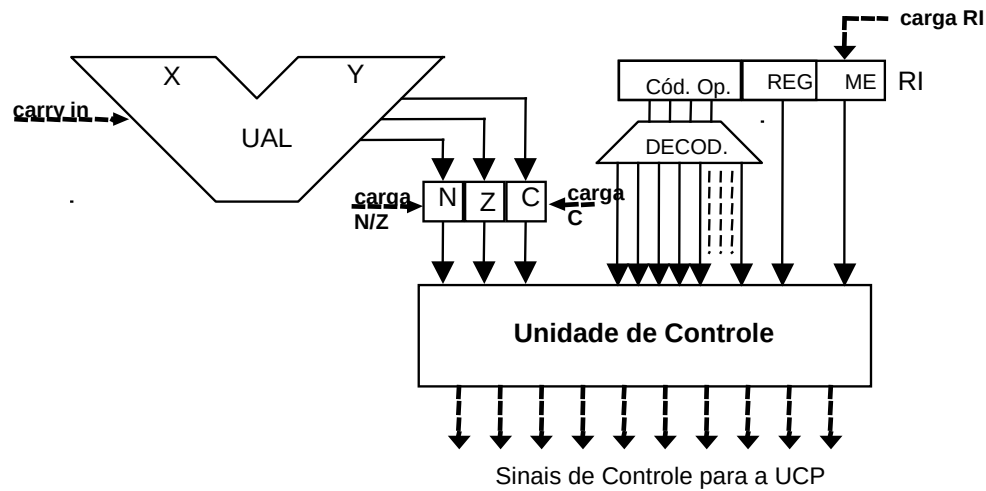 carga RI
X
Y
Cód. Op.
REG
ME
RI
carry in
UAL
DECOD.
carga
N/Z
N
Z
C
carga
C
Unidade de Controle
Sinais de Controle para a UCP